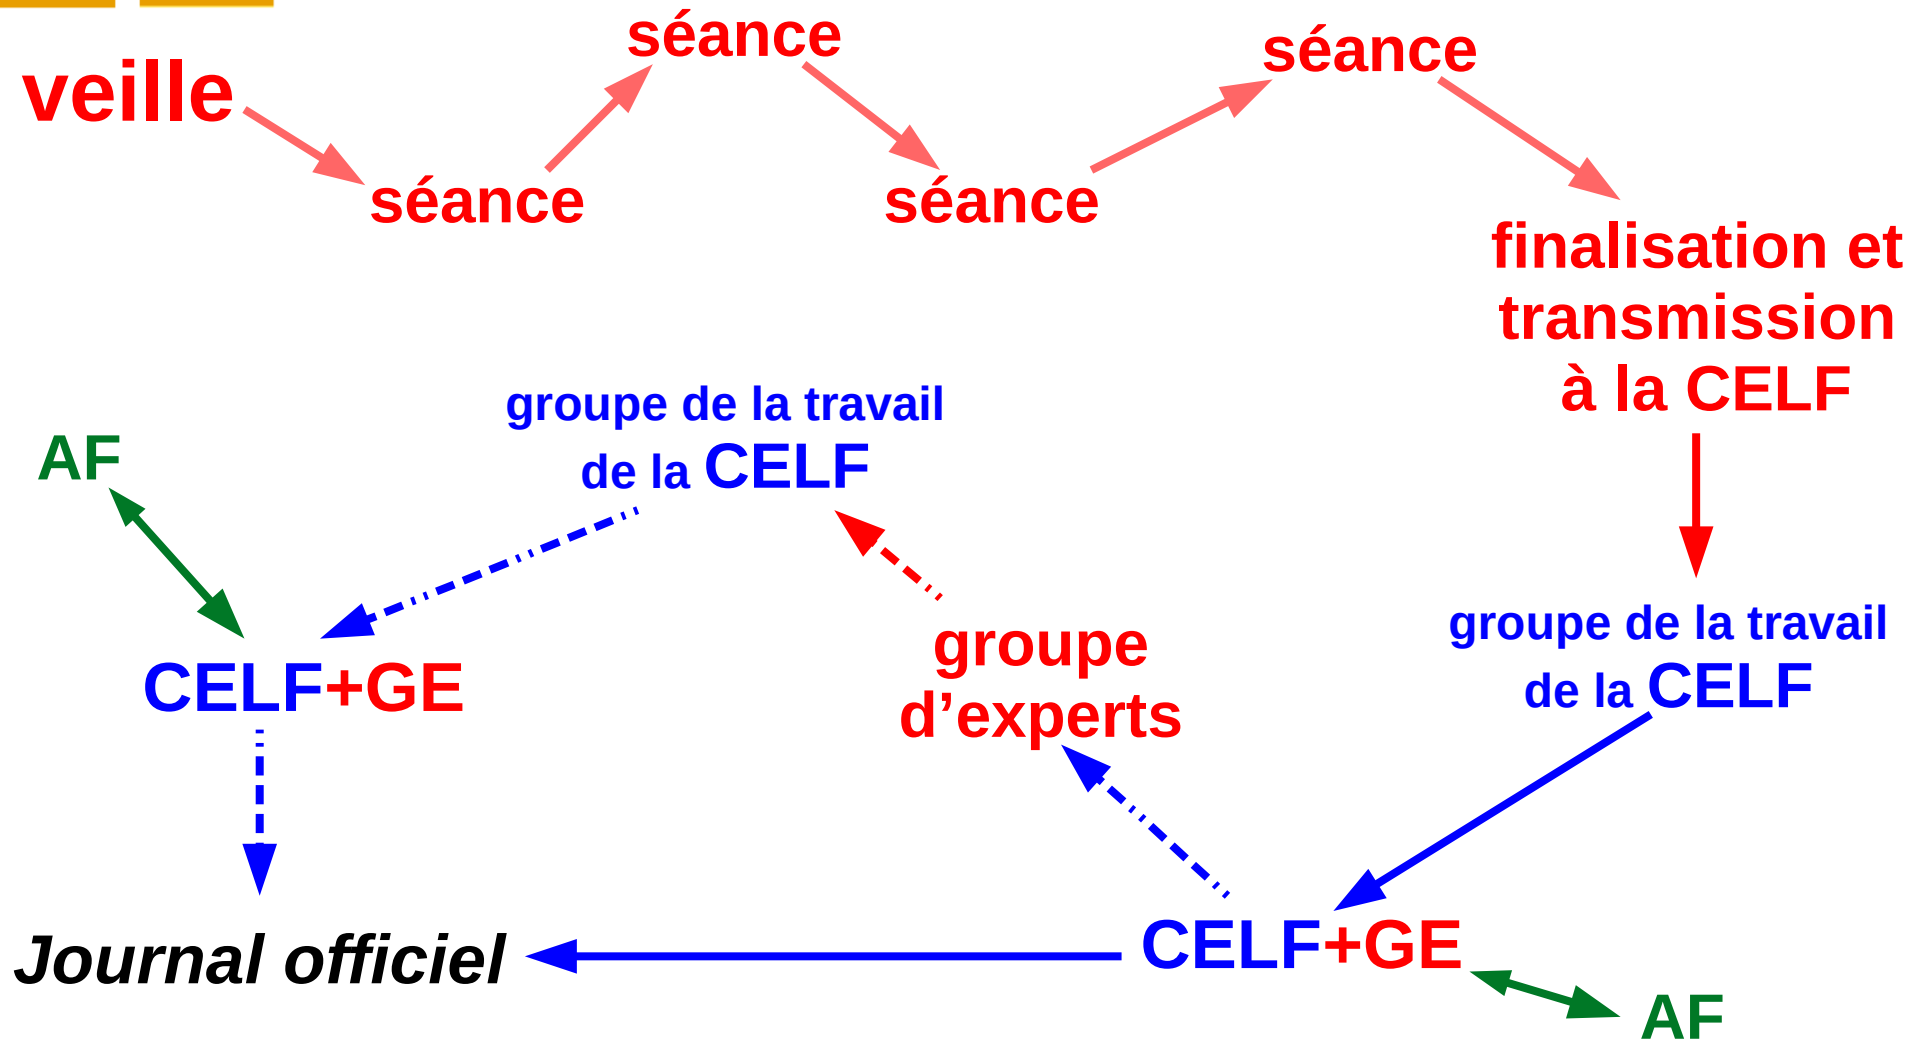 séance
séance
veille
séance
séance
finalisation et
transmission
à la CELF
groupe de la travail
de la CELF
AF
groupe de la travail
de la CELF
groupe
d’experts
CELF+GE
CELF+GE
Journal officiel
AF